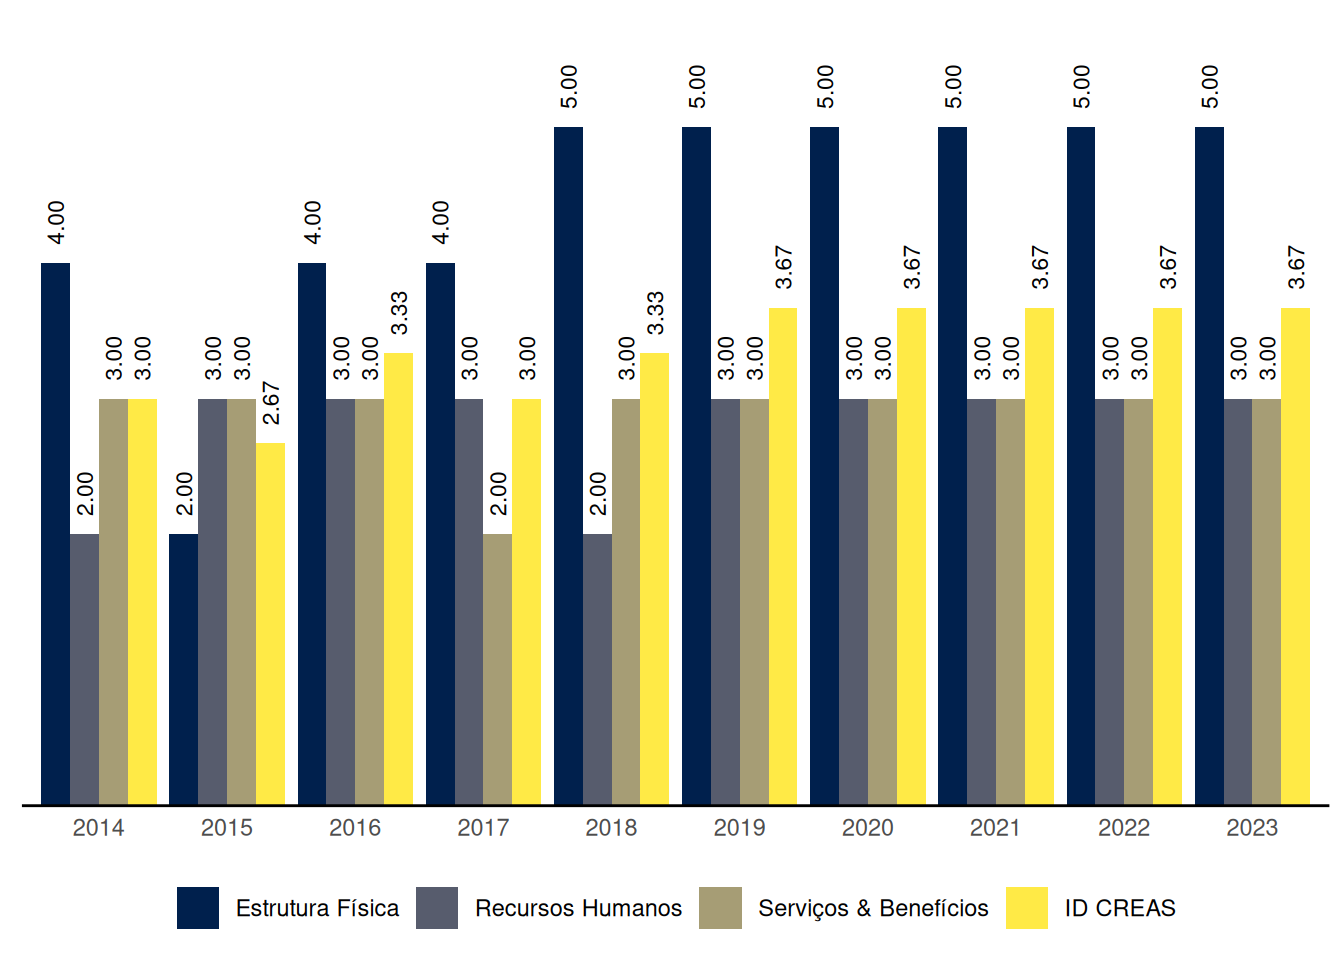 5.00 5.00 5.00 5.00 5.00 5.00
4.00 4.00 4.00
3.67 3.67 3.67 3.67 3.67
3.33 3.33
3.00 3.00 3.00 3.00 3.00 3.00 3.00 3.00 3.00 3.00 3.00 3.00 3.00 3.00 3.00 3.00 3.00 3.00 3.00
2.67
2.00 2.00 2.00 2.00
2014 2015 2016 2017 2018 2019 2020 2021 2022 2023
Estrutura Física Recursos Humanos Serviços & Benefícios ID CREAS